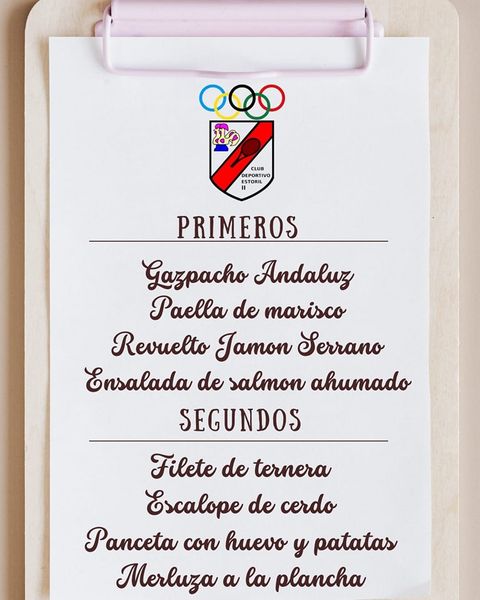 CLUB
DEPORTIVO
ESTORIL
II
PRIMEROS
Gazpacho Andaluz
Paella de marisco
Revuelto Jamon Serrano
Ensalada de salmon ahumado
SEGUNDOS
Filete de ternera
Escalope de cerdo
Panceta con huevo y patatas
Merluza a la plancha